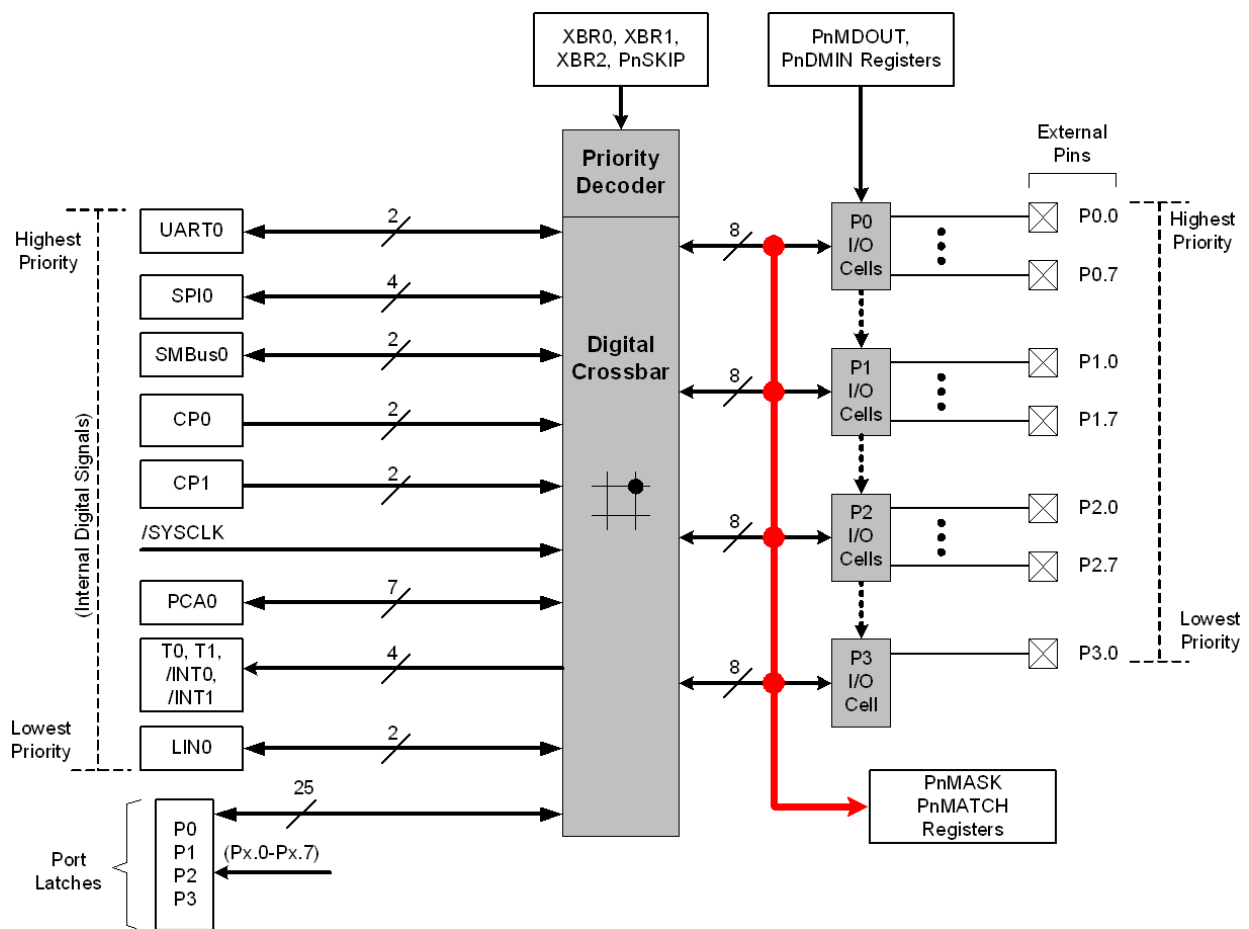 XBR0, XBR1,
XBR2, PnSKIP
PnMDOUT,
PnDMIN Registers
External
Pins
Priority
Decoder
Highest
Priority
UART0
2
8
P0
I/O
Cells
P0.0
P0.7
Highest
Priority
SPI0
4
SMBus0
2
Digital
Crossbar
8
P1
I/O
Cells
P1.0
P1.7
(Internal Digital Signals)
CP0
2
CP1
2
/SYSCLK
8
P2
I/O
Cells
P2.0
P2.7
PCA0
7
T0, T1,
/INT0,
/INT1
4
8
P3
I/O
Cell
P3.0
Lowest
Priority
Lowest
Priority
LIN0
2
25
Port
Latches
P0
P1
P2
P3
(Px.0-Px.7)
PnMASK
PnMATCH
Registers